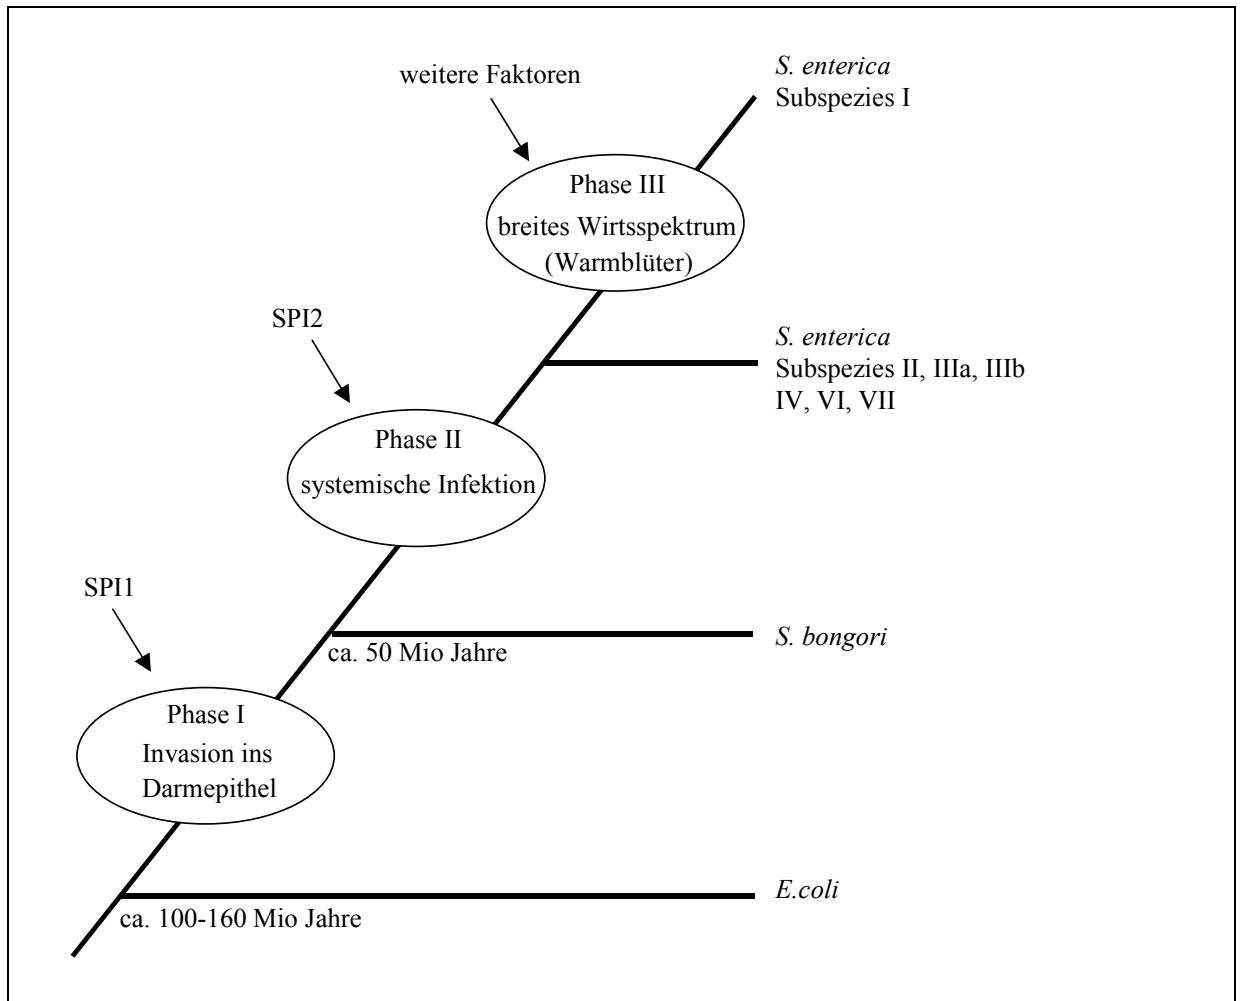 weitere Faktoren
S. enterica
Subspezies I
Phase III
breites Wirtsspektrum
(Warmblüter)
SPI2
S. enterica
Subspezies II, IIIa, IIIb
IV, VI, VII
Phase II
systemische Infektion
SPI1
S. bongori
ca. 50 Mio Jahre
Phase I
Invasion ins
Darmepithel
E.coli
ca. 100-160 Mio Jahre